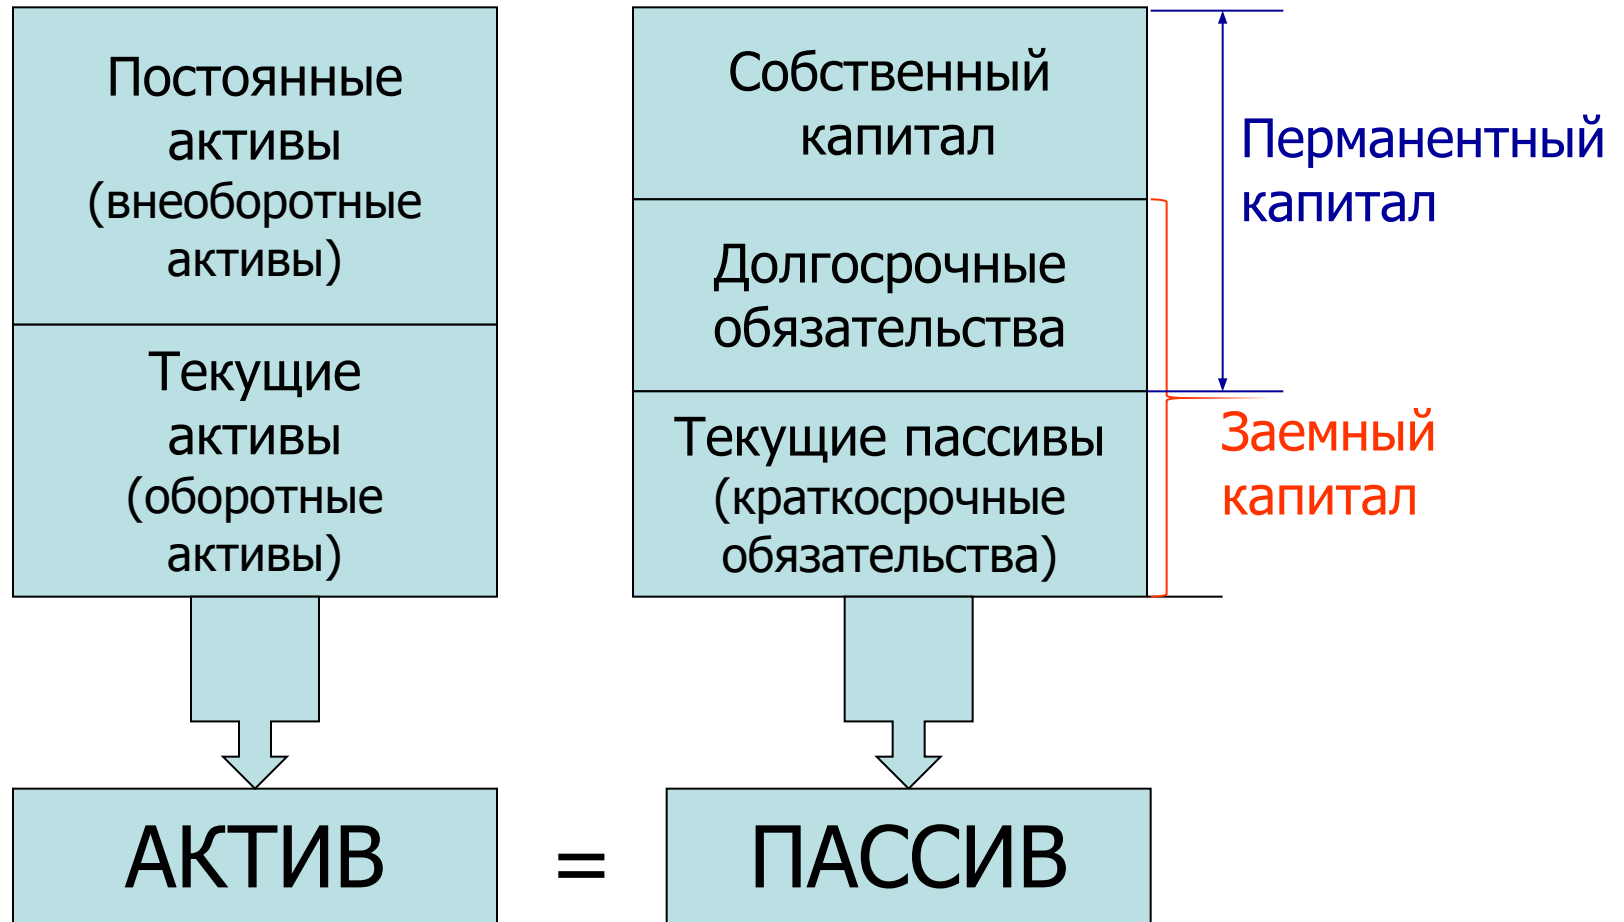 Постоянные
активы
(внеоборотные
активы)
Текущие
активы
(оборотные
активы)
Собственный
капитал
Долгосрочные
обязательства
Текущие пассивы
(краткосрочные
обязательства)
Перманентный
капитал
Заемный
капитал
АКТИВ
=
ПАССИВ